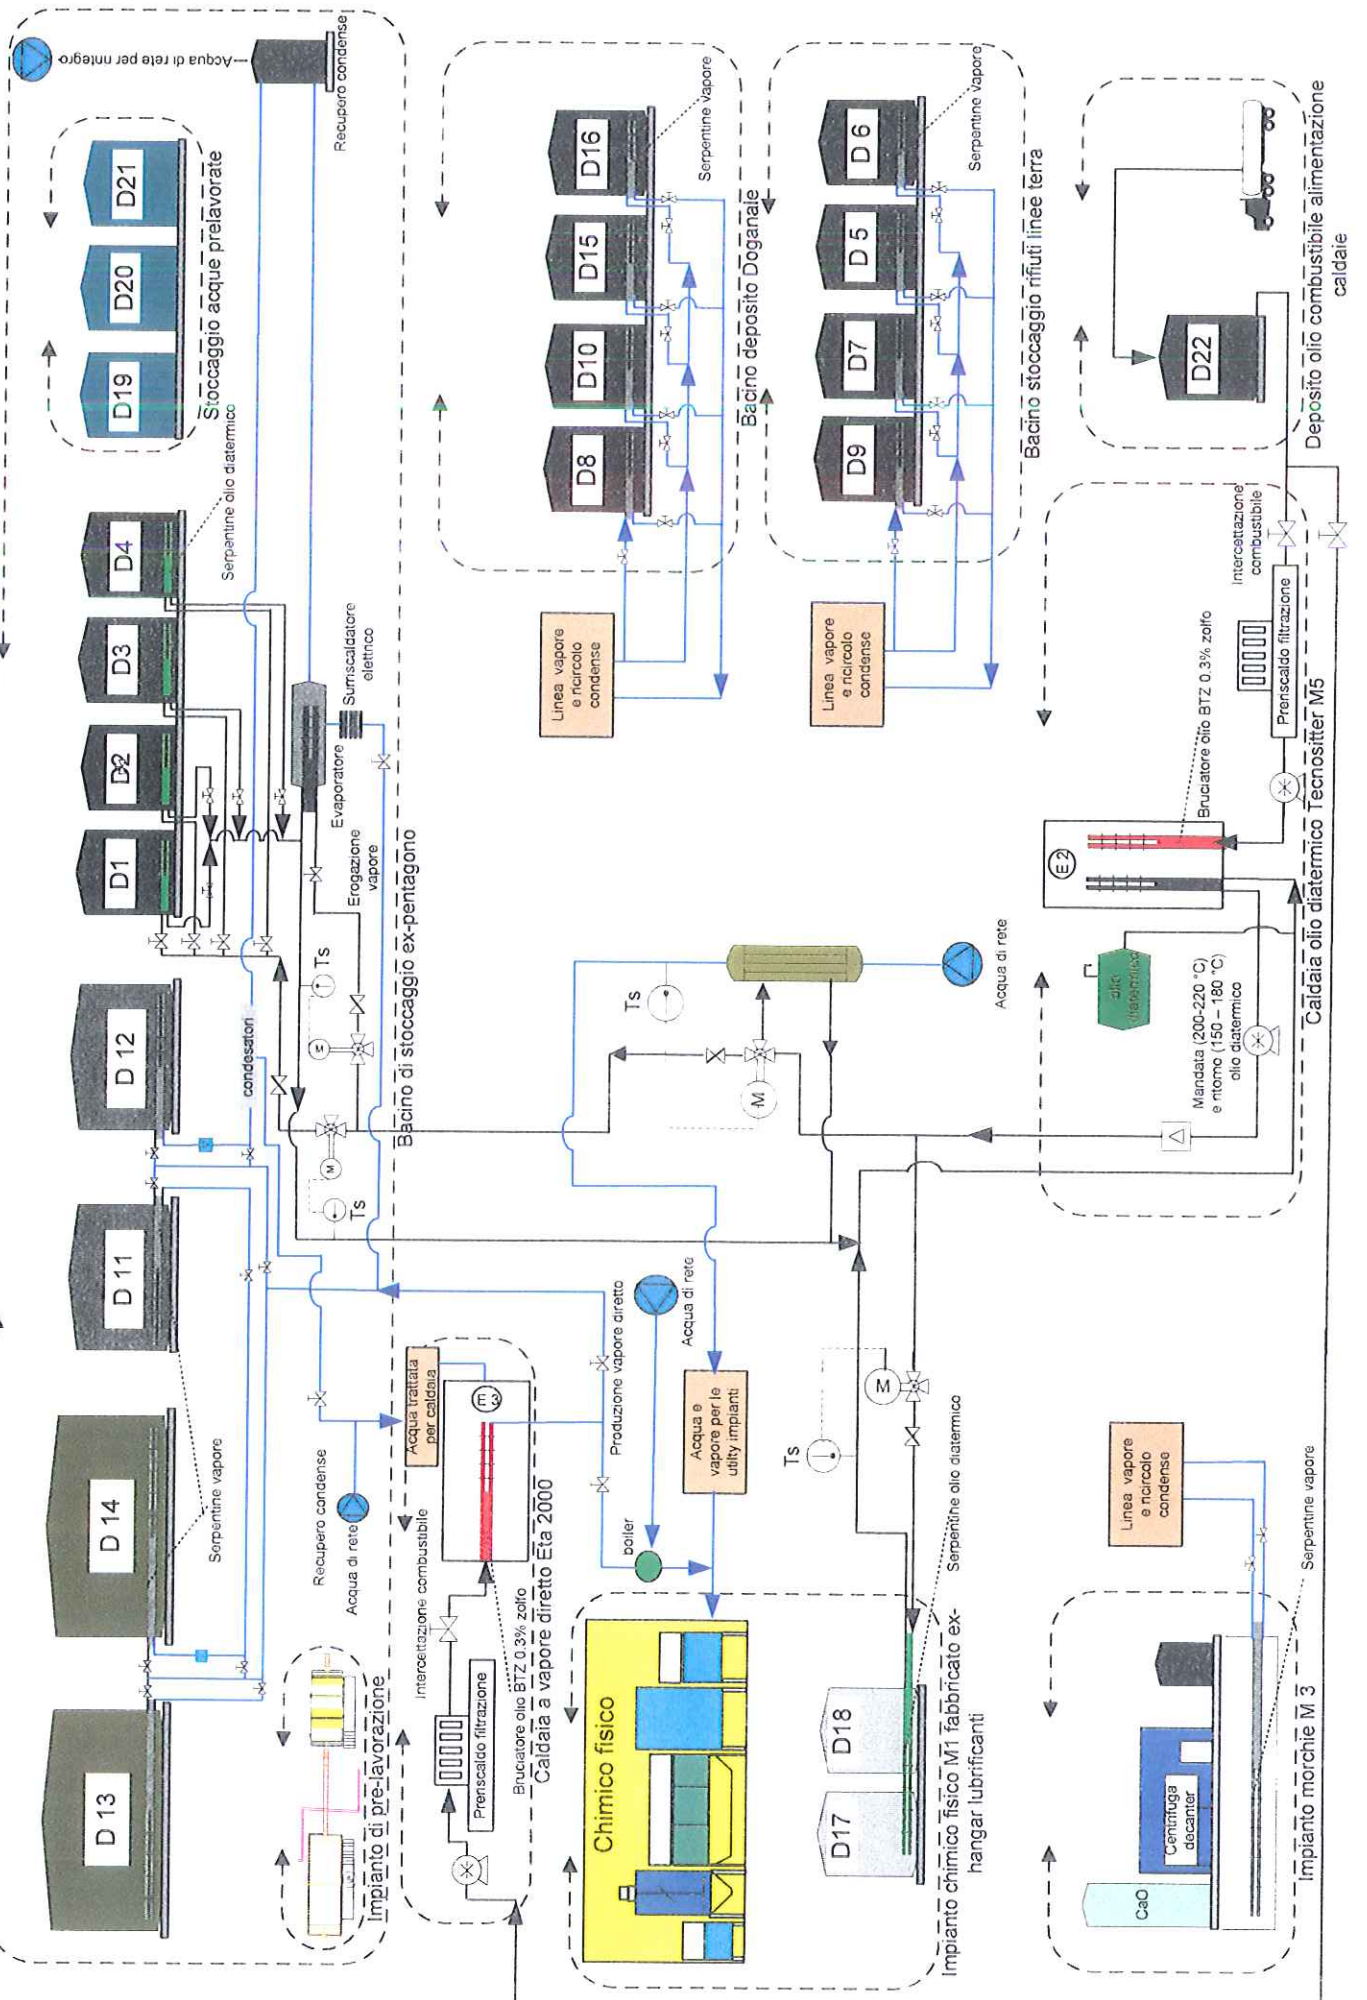 D 13
D 14
D 11
D 12
D1
D2
D3
D4
D19
D20
D21
Stoccaggio acque prelavorate
Acqua di rete per rintegro
Recupero condense
Serpentine olio diatermico
Serpentine vapore
condesatori
Evaporatore
Surriscaldatore
elettrico
Erogazione
vapore
Ts
M
M
Ts
Bacino di stoccaggio ex-pentagono
Impianto di pre-lavorazione
Recupero condense
Acqua di rete
Acqua trattata
per caldaia
E3
Intercettazione combustibile
Preriscaldo filtrazione
Bruciatore olio BTZ 0.3% zolfo
Caldaia a vapore diretto Eta 2000
Produzione vapore diretto
boiler
Acqua di rete
Acqua e
vapore per le
utilty impianti
Chimico fisico
D17
D18
Impianto chimico fisico M1 fabbricato ex-
hangar lubrificanti
Serpentine olio diatermico
Ts
M
Ts
M
Acqua di rete
D8
D10
D15
D16
Serpentine vapore
Bacino deposito Doganale
Linea vapore
e ricircolo
condense
D9
D7
D 5
D 6
Serpentine vapore
Bacino stoccaggio rifiuti linee terra
Linea vapore
e ricircolo
condense
D22
Deposito olio combustibile alimentazione
caldaie
Intercettazione
combustibile
Preriscaldo filtrazione
Bruciatore olio BTZ 0.3% zolfo
E2
olio
diatermico
Mandata (200-220 °C)
e ritorno (150 – 180 °C)
olio diatermico
Caldaia olio diatermico Tecnositter M5
Linea vapore
e ricircolo
condense
Serpentine vapore
CaO
Centrifuga
decanter
Impianto morchie M 3